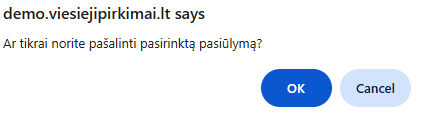 demo.viesiejipirkimai.lt says
Ar tikrai norite pašalinti pasirinktą pasiūlymą?
OK
Cancel